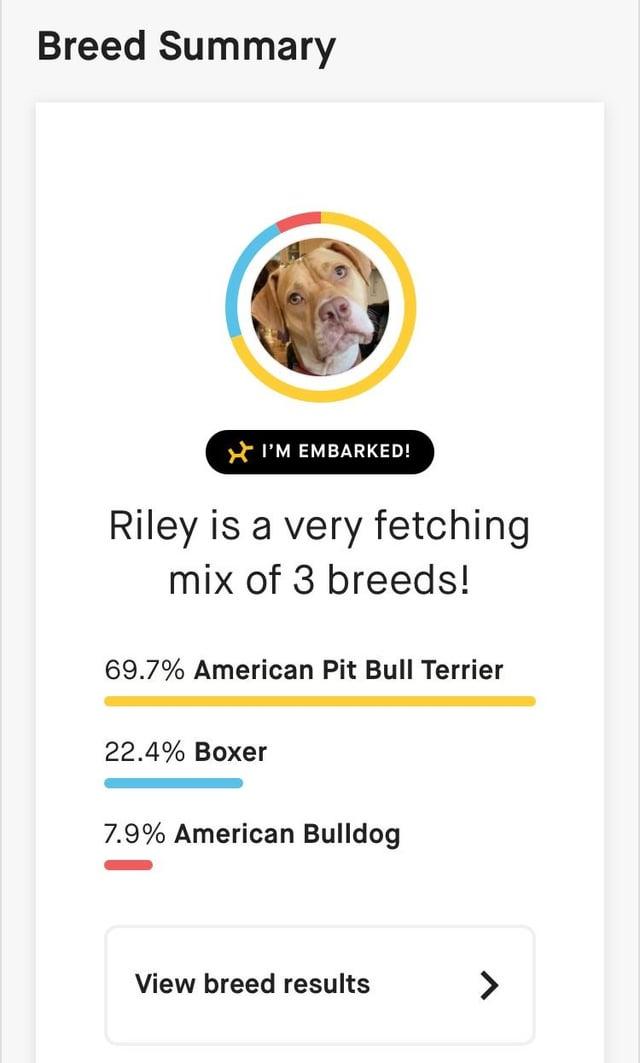 Breed Summary
I'M EMBARKED!
Riley is a very fetching
mix of 3 breeds!
69.7% American Pit Bull Terrier
22.4% Boxer
7.9% American Bulldog
View breed results